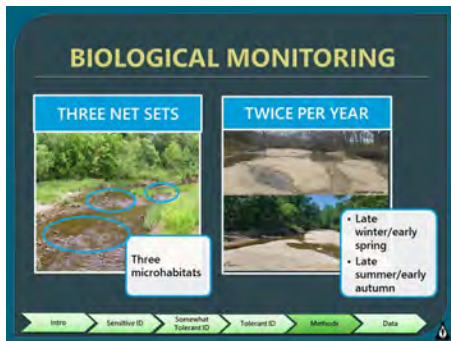 BIOLOGICAL MONITORING
THREE NET SETS
Three
microhabitats
TWICE PER YEAR
• Late
winter/early
spring
• Late
summer/early
autumn
Intro
Sensitive ID
Somewhat
Tolerant ID
Tolerant ID
Methods
Data